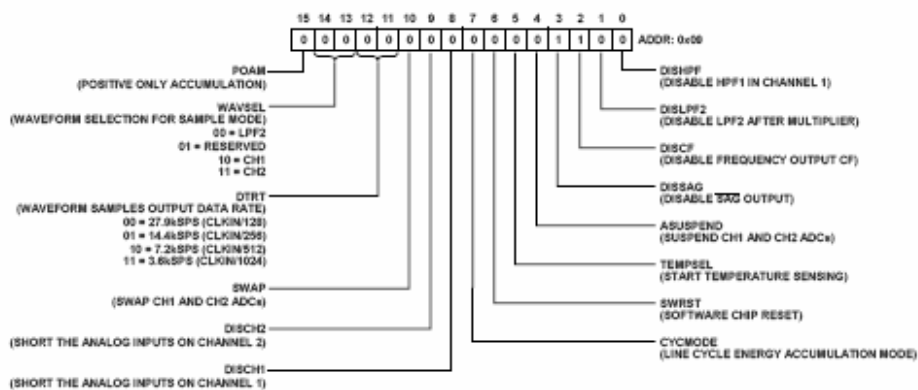 15 14 13 12 11 10 9 8 7 6 5 4 3 2 1 0
0 0 0 0 0 0 0 0 0 0 0 0 1 1 0 0 ADDR: 0x09
POAM
(POSITIVE ONLY ACCUMULATION)
WAVSEL
(WAVEFORM SELECTION FOR SAMPLE MODE)
00 = LPF2
01 = RESERVED
10 = CH1
11 = CH2
DTRT
(WAVEFORM SAMPLES OUTPUT DATA RATE)
00 = 27.9kSPS (CLKIN/128)
01 = 14.4kSPS (CLKIN/256)
10 = 7.2kSPS (CLKIN/512)
11 = 3.6kSPS (CLKIN/1024)
SWAP
(SWAP CH1 AND CH2 ADCs)
DISCH2
(SHORT THE ANALOG INPUTS ON CHANNEL 2)
DISCH1
(SHORT THE ANALOG INPUTS ON CHANNEL 1)
DISHPF
(DISABLE HPF1 IN CHANNEL 1)
DISLPF2
(DISABLE LPF2 AFTER MULTIPLIER)
DISCF
(DISABLE FREQUENCY OUTPUT CF)
DISSAG
(DISABLE SAG OUTPUT)
ASUSPEND
(SUSPEND CH1 AND CH2 ADCs)
TEMPSEL
(START TEMPERATURE SENSING)
SWRST
(SOFTWARE CHIP RESET)
CYCMODE
(LINE CYCLE ENERGY ACCUMULATION MODE)